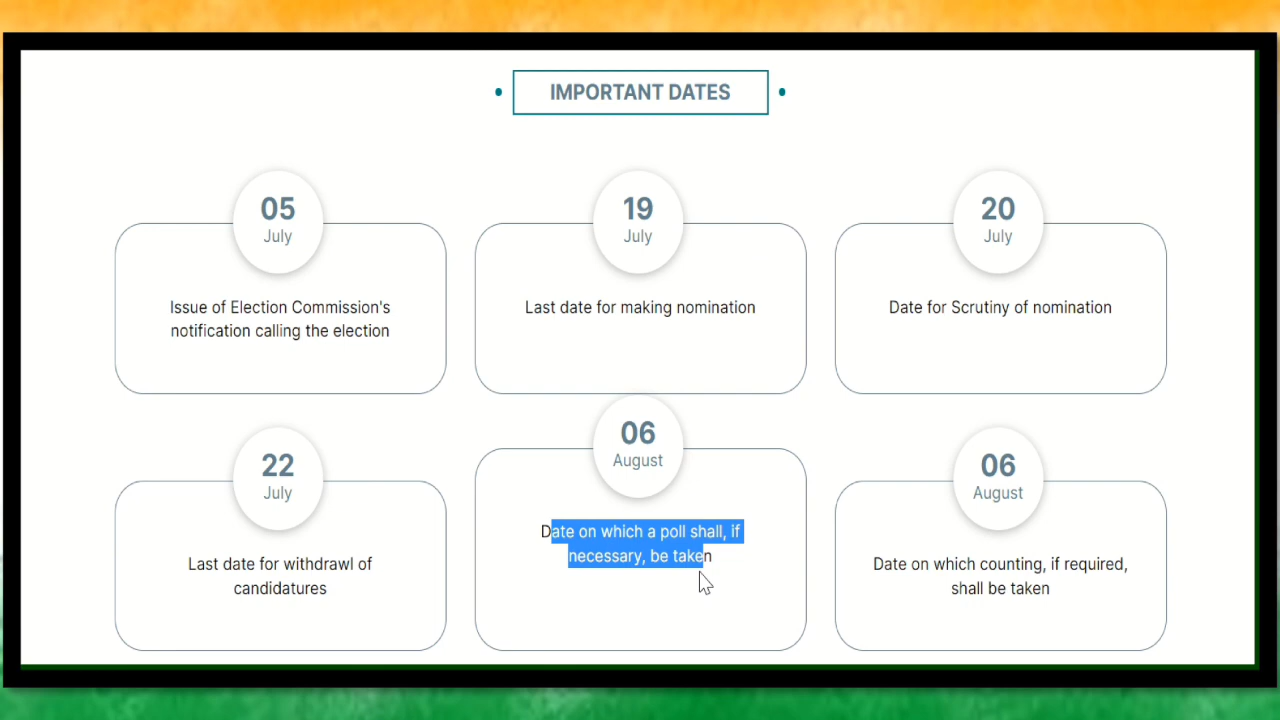 IMPORTANT DATES
05
July
Issue of Election Commission's
notification calling the election
19
July
Last date for making nomination
20
July
Date for Scrutiny of nomination
22
July
Last date for withdrawl of
candidatures
06
August
Date on which a poll shall, if
necessary, be taken
06
August
Date on which counting, if required,
shall be taken